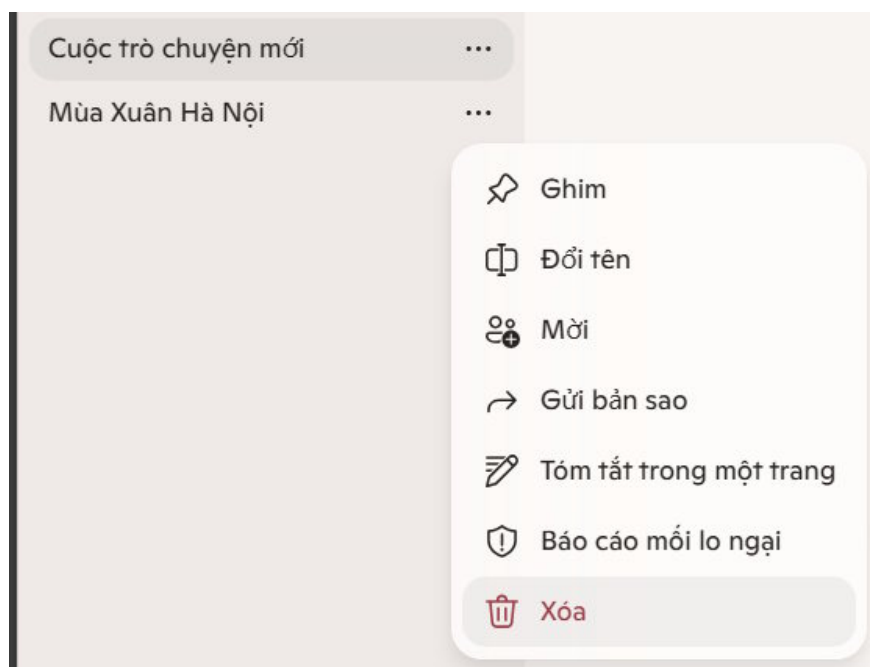 Cuộc trò chuyện mới
Mùa Xuân Hà Nội
Ghim
Đổi tên
Mời
Gửi bản sao
Tóm tắt trong một trang
Báo cáo mối lo ngại
Xóa